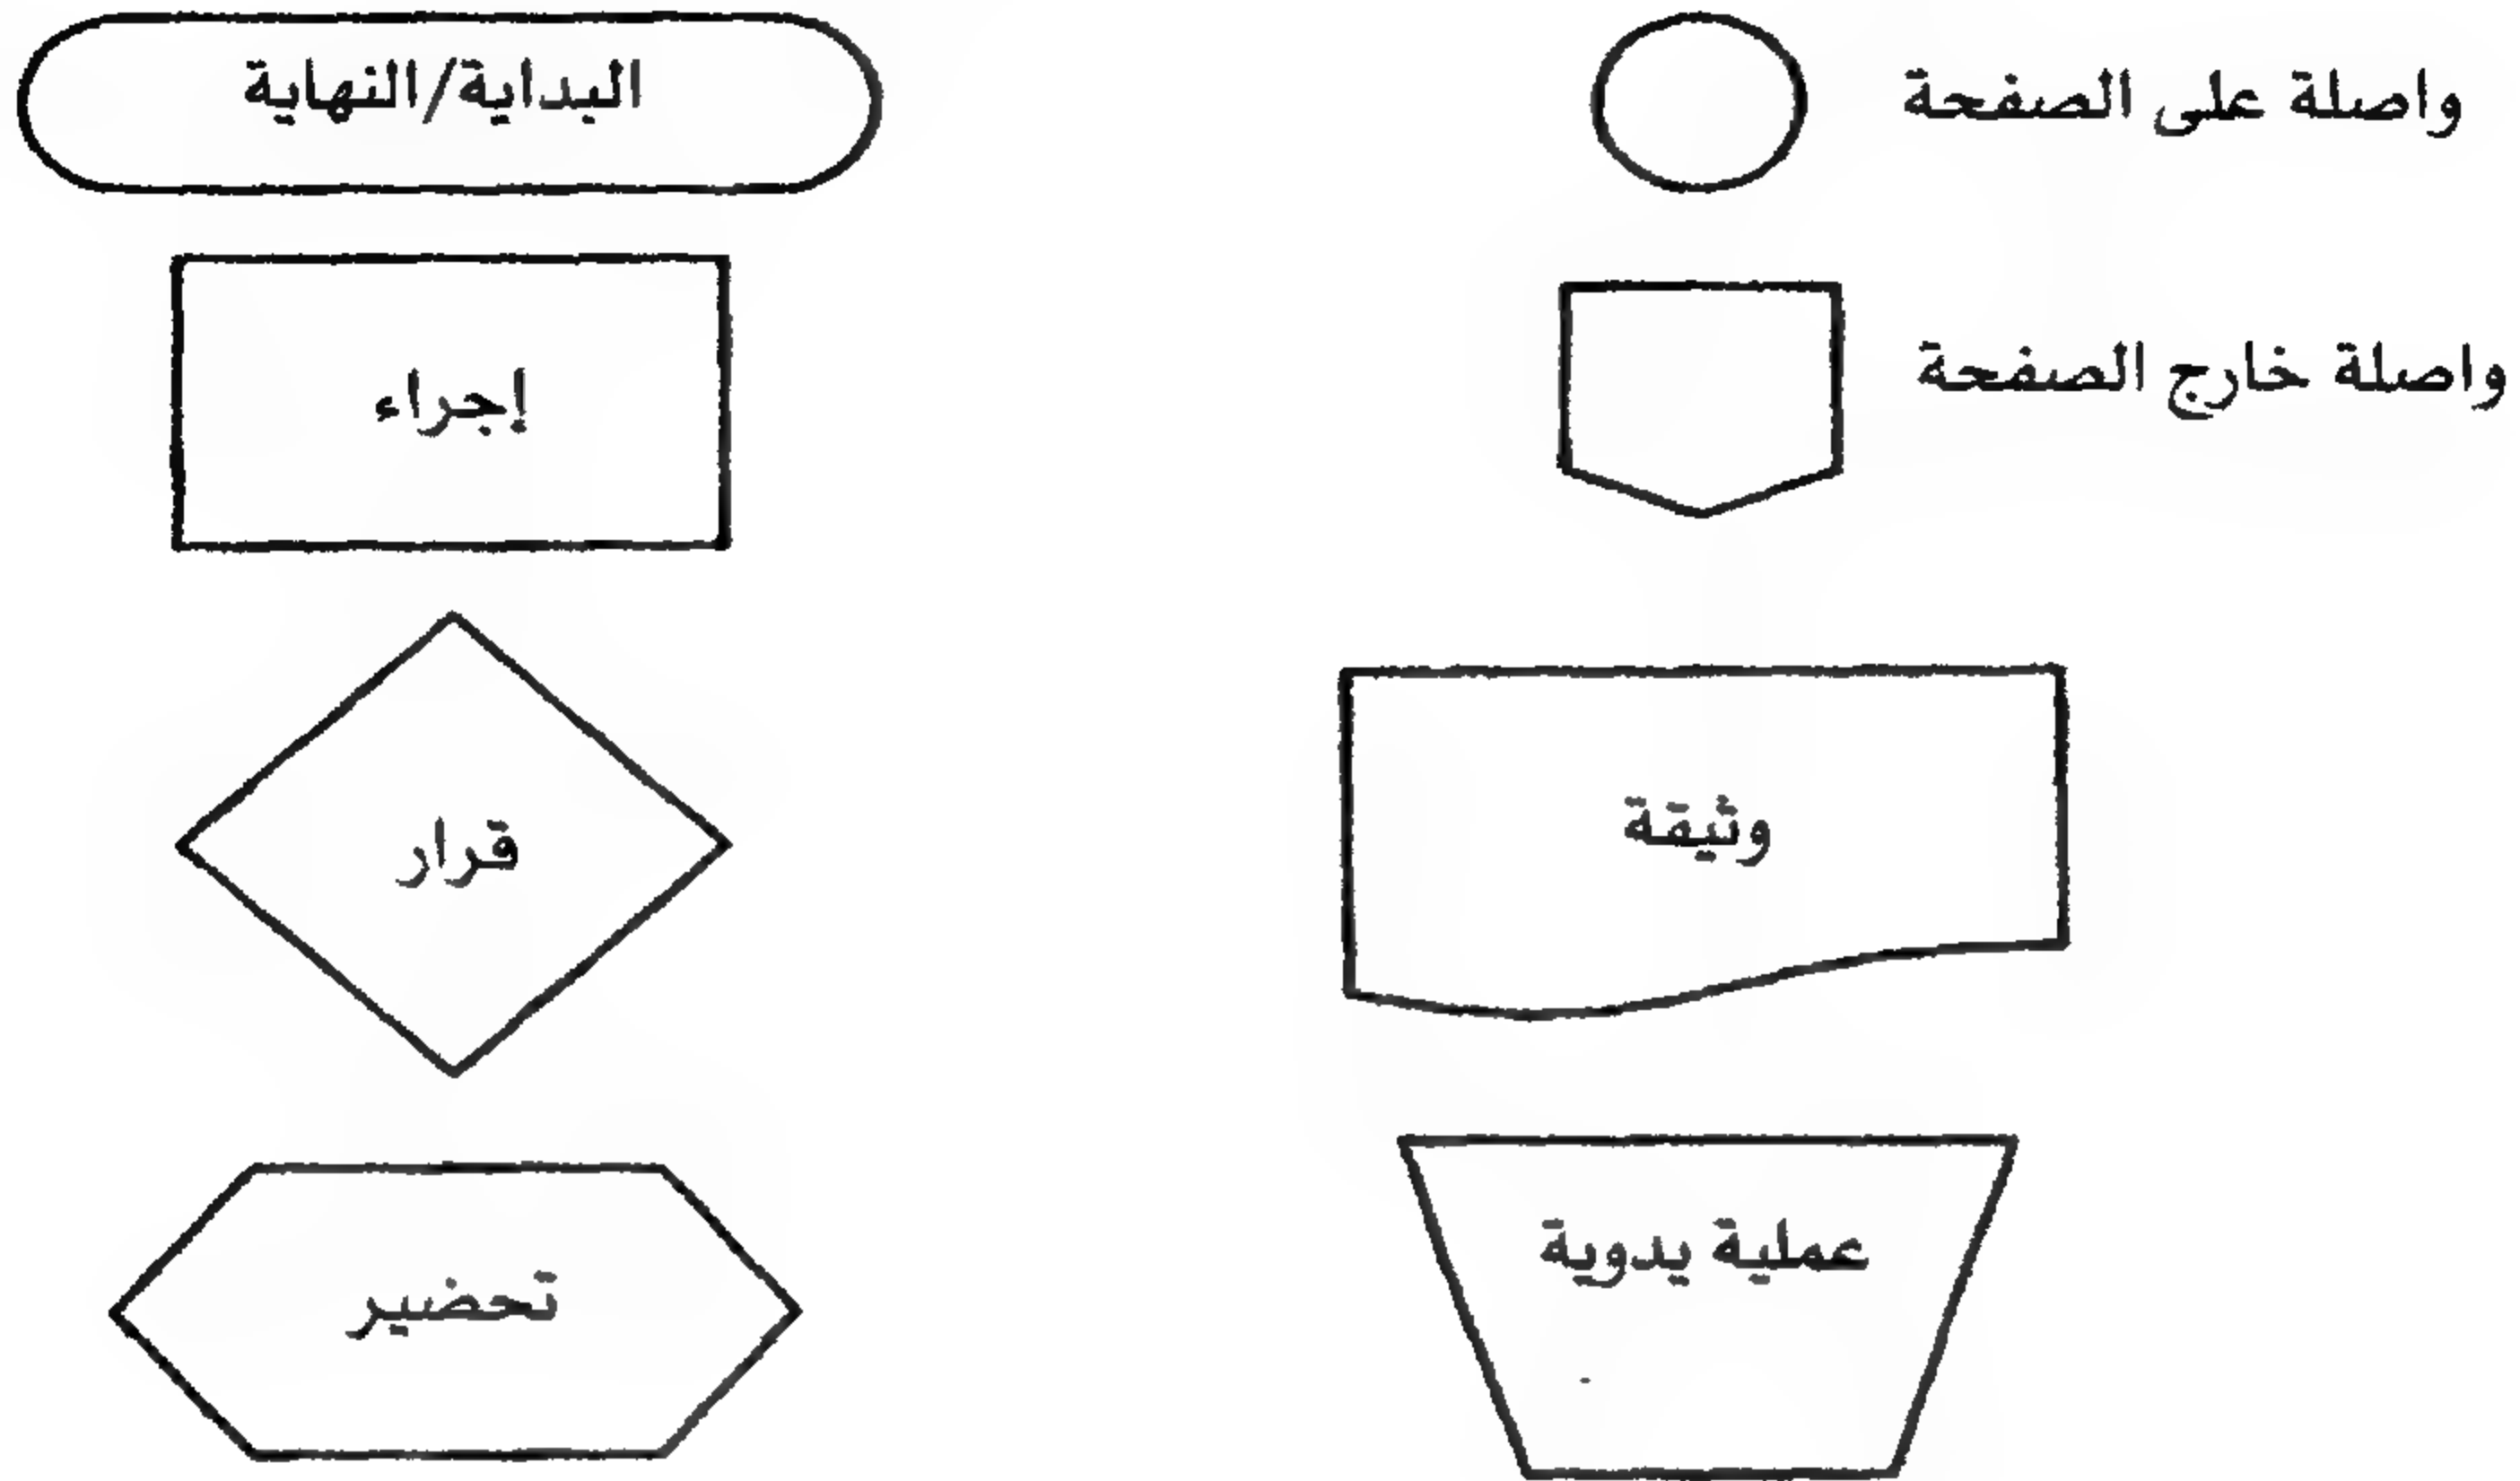 واصلة على الصفحة
البداية/النهاية
واصلة خارج الصفحة
إجراء
وثيقة
قرار
عملية يدوية
تحضير